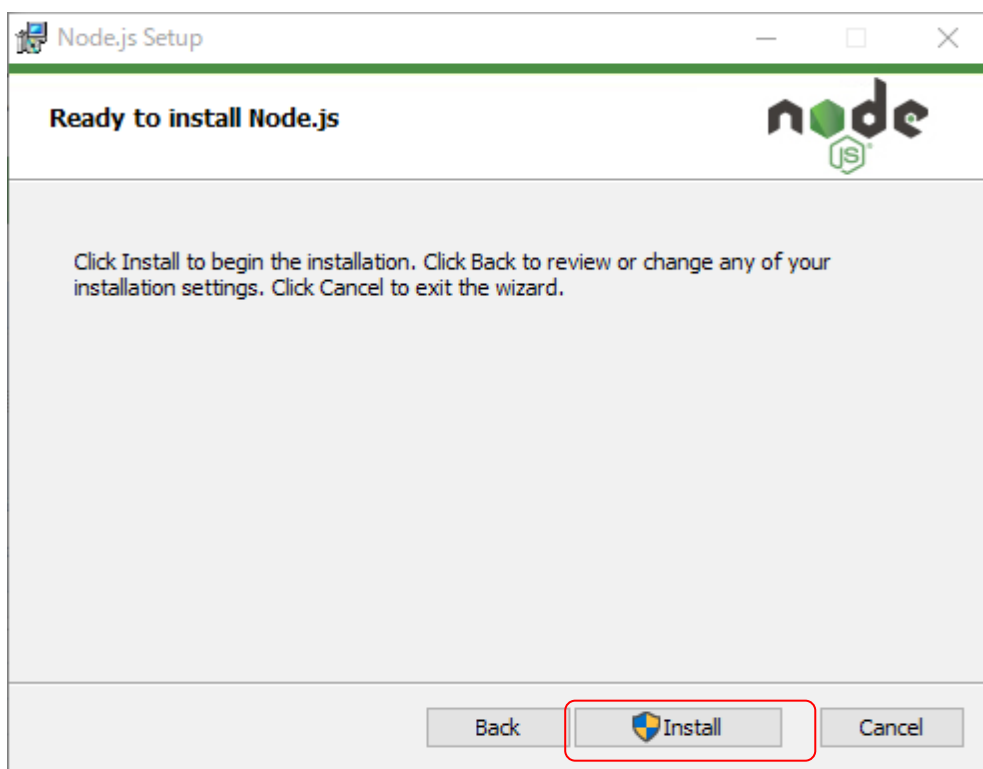 Node.js Setup
Ready to install Node.js
node
JS
Click Install to begin the installation. Click Back to review or change any of your
installation settings. Click Cancel to exit the wizard.
Back
Install
Cancel